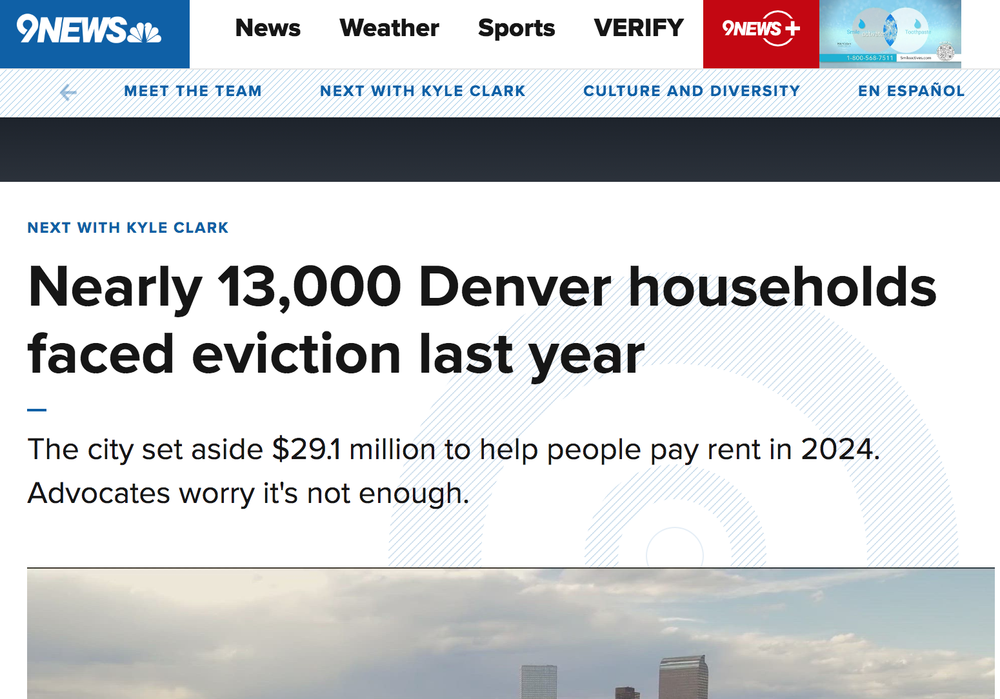 9NEWS
News
Weather
Sports
VERIFY
9NEWS+
Smile
activates
Toothpaste
1-800-568-7511
Smileactives.com
MEET THE TEAM
NEXT WITH KYLE CLARK
CULTURE AND DIVERSITY
EN ESPAÑOL
NEXT WITH KYLE CLARK
Nearly 13,000 Denver households
faced eviction last year
The city set aside $29.1 million to help people pay rent in 2024.
Advocates worry it's not enough.